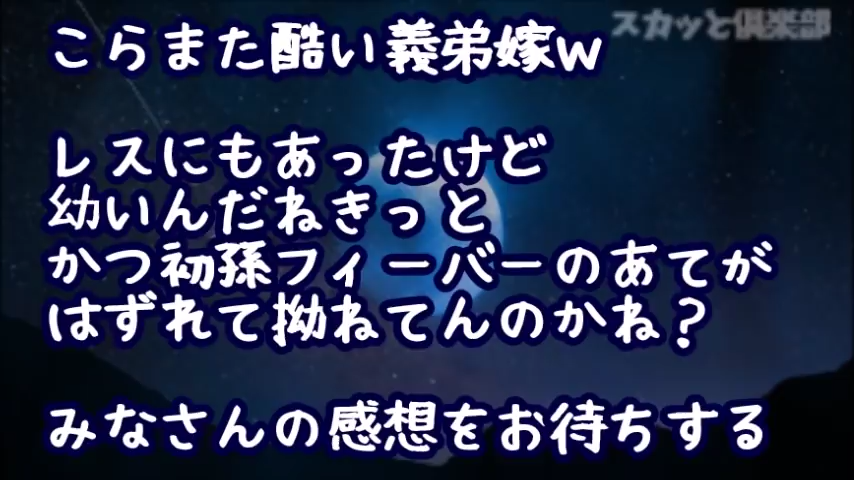 スカッと倶楽部
こらまた酷い義弟嫁w
レスにもあったけど
幼いんだねきっと
かつ初孫フィーバーのあてが
はずれて拗ねてんのかね？
みなさんの感想をお待ちする